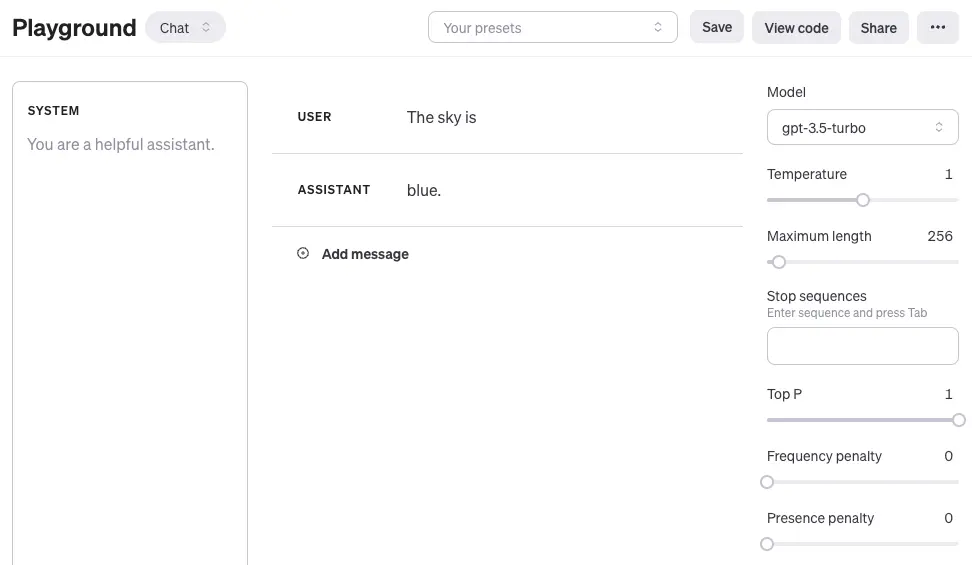 Playground
Chat
Your presets
Save
View code
Share
SYSTEM
You are a helpful assistant.
USER
The sky is
ASSISTANT
blue.
Add message
Model
gpt-3.5-turbo
Temperature 1
Maximum length 256
Stop sequences
Enter sequence and press Tab
Top P 1
Frequency penalty 0
Presence penalty 0